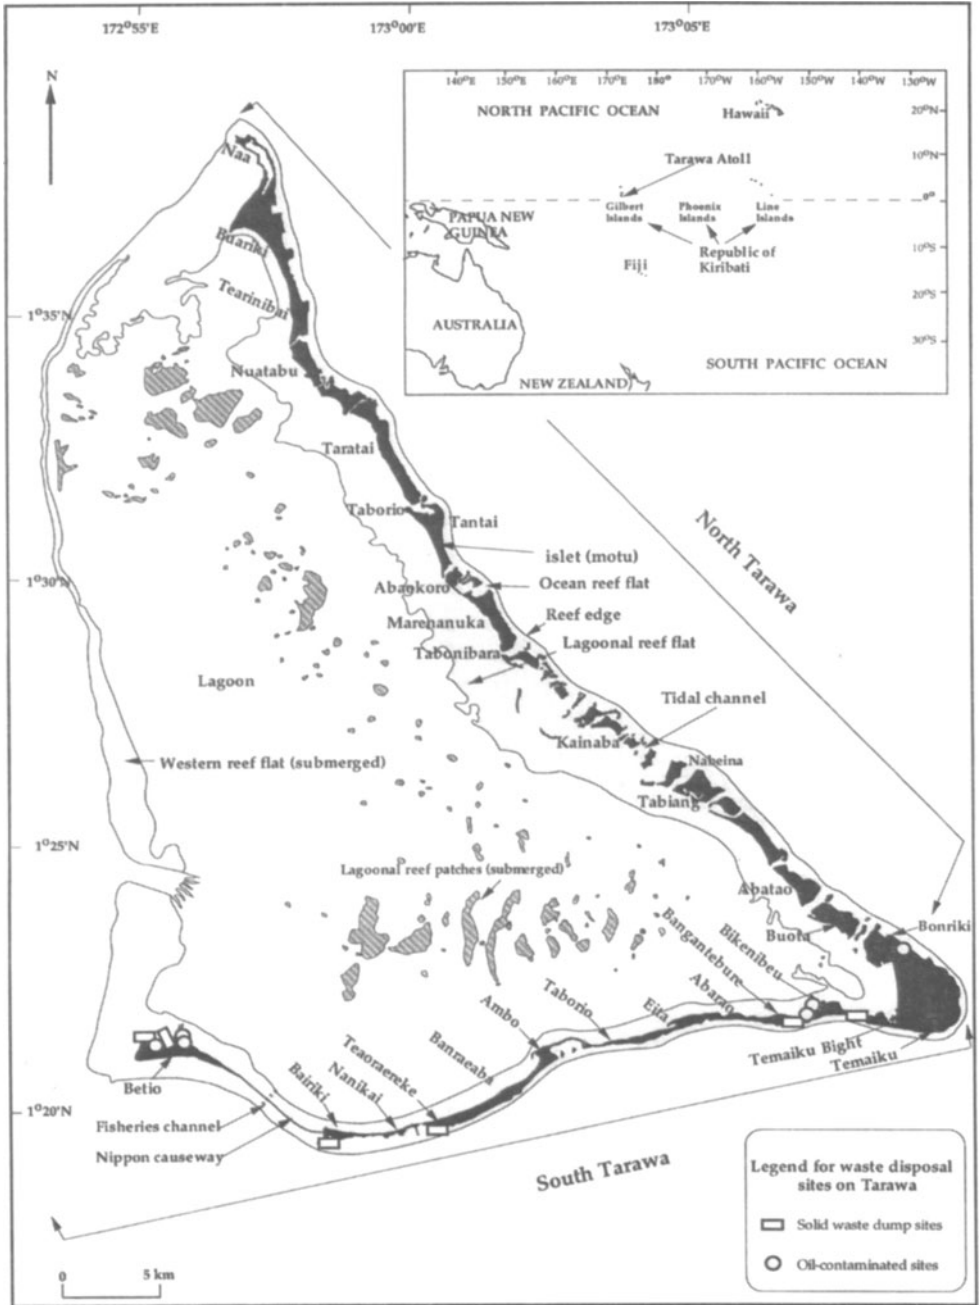 172°55'E
173°00'E
173°05'E
N
140°E 150°E 160°E 170°E 180° 170°W 160°W 150°W 140°W 130°W
NORTH PACIFIC OCEAN
Hawaii
20°N
Tarawa Atoll
10°N
0°
Gilbert
Islands
Phoenix
Islands
Line
Islands
PAPUA NEW
GUINEA
Republic of
Kiribati
10°S
Fiji
20°S
AUSTRALIA
30°S
SOUTH PACIFIC OCEAN
NEW ZEALAND
Naa
Buariki
Tearinibai
1°35'N
Nuatabu
Taratai
Taborio
Tantai
North Tarawa
islet (motu)
1°30'N
Abaokoro
Ocean reef flat
Marenanuka
Reef edge
Tabonibara
Lagoonal reef flat
Lagoon
Tidal channel
Kainaba
Western reef flat (submerged)
Nabeina
Tabiang
1°25'N
Lagoonal reef patches (submerged)
Abatao
Buota
Bonriki
Bikenibeu
Bangantebure
Abarao
Eita
Taborio
Ambo
Banraeaba
Teaoraereke
Nanikai
Bairiki
Temaiku Bight
Temaiku
Betio
1°20'N
Fisheries channel
Nippon causeway
South Tarawa
Legend for waste disposal
sites on Tarawa
Solid waste dump sites
Oil-contaminated sites
0 5 km